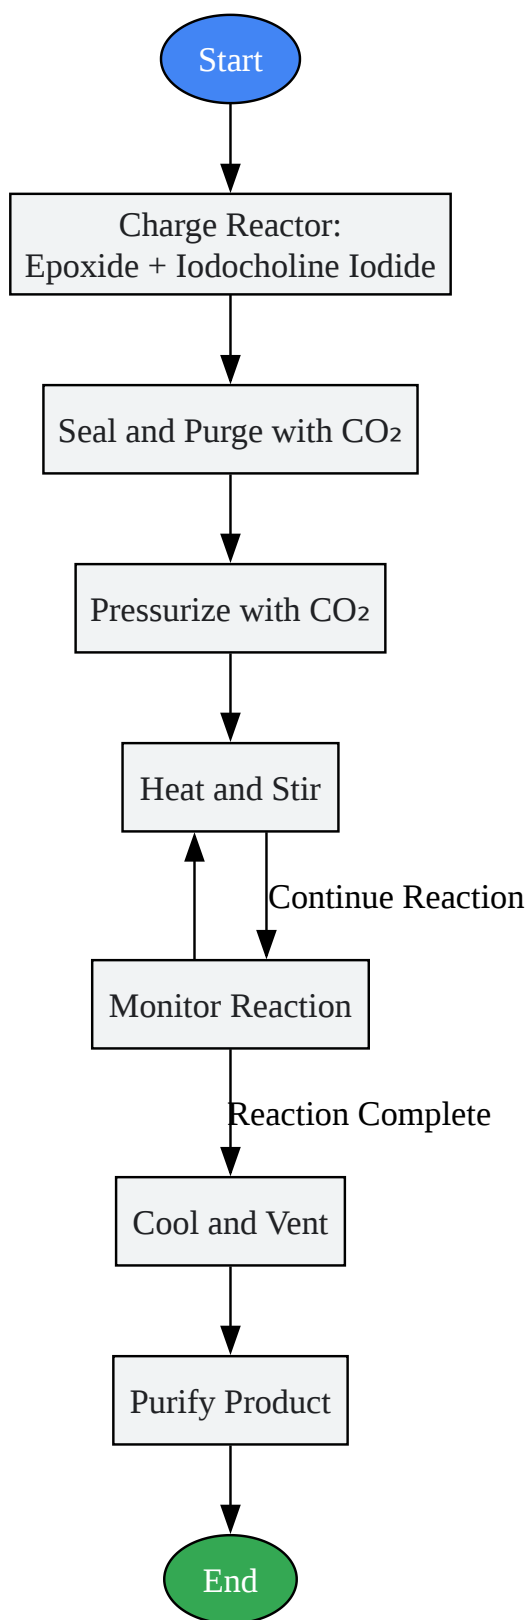 Start
Charge Reactor:
Epoxide + Iodocholine Iodide
Seal and Purge with CO₂
Pressurize with CO₂
Heat and Stir
Continue Reaction
Monitor Reaction
Reaction Complete
Cool and Vent
Purify Product
End